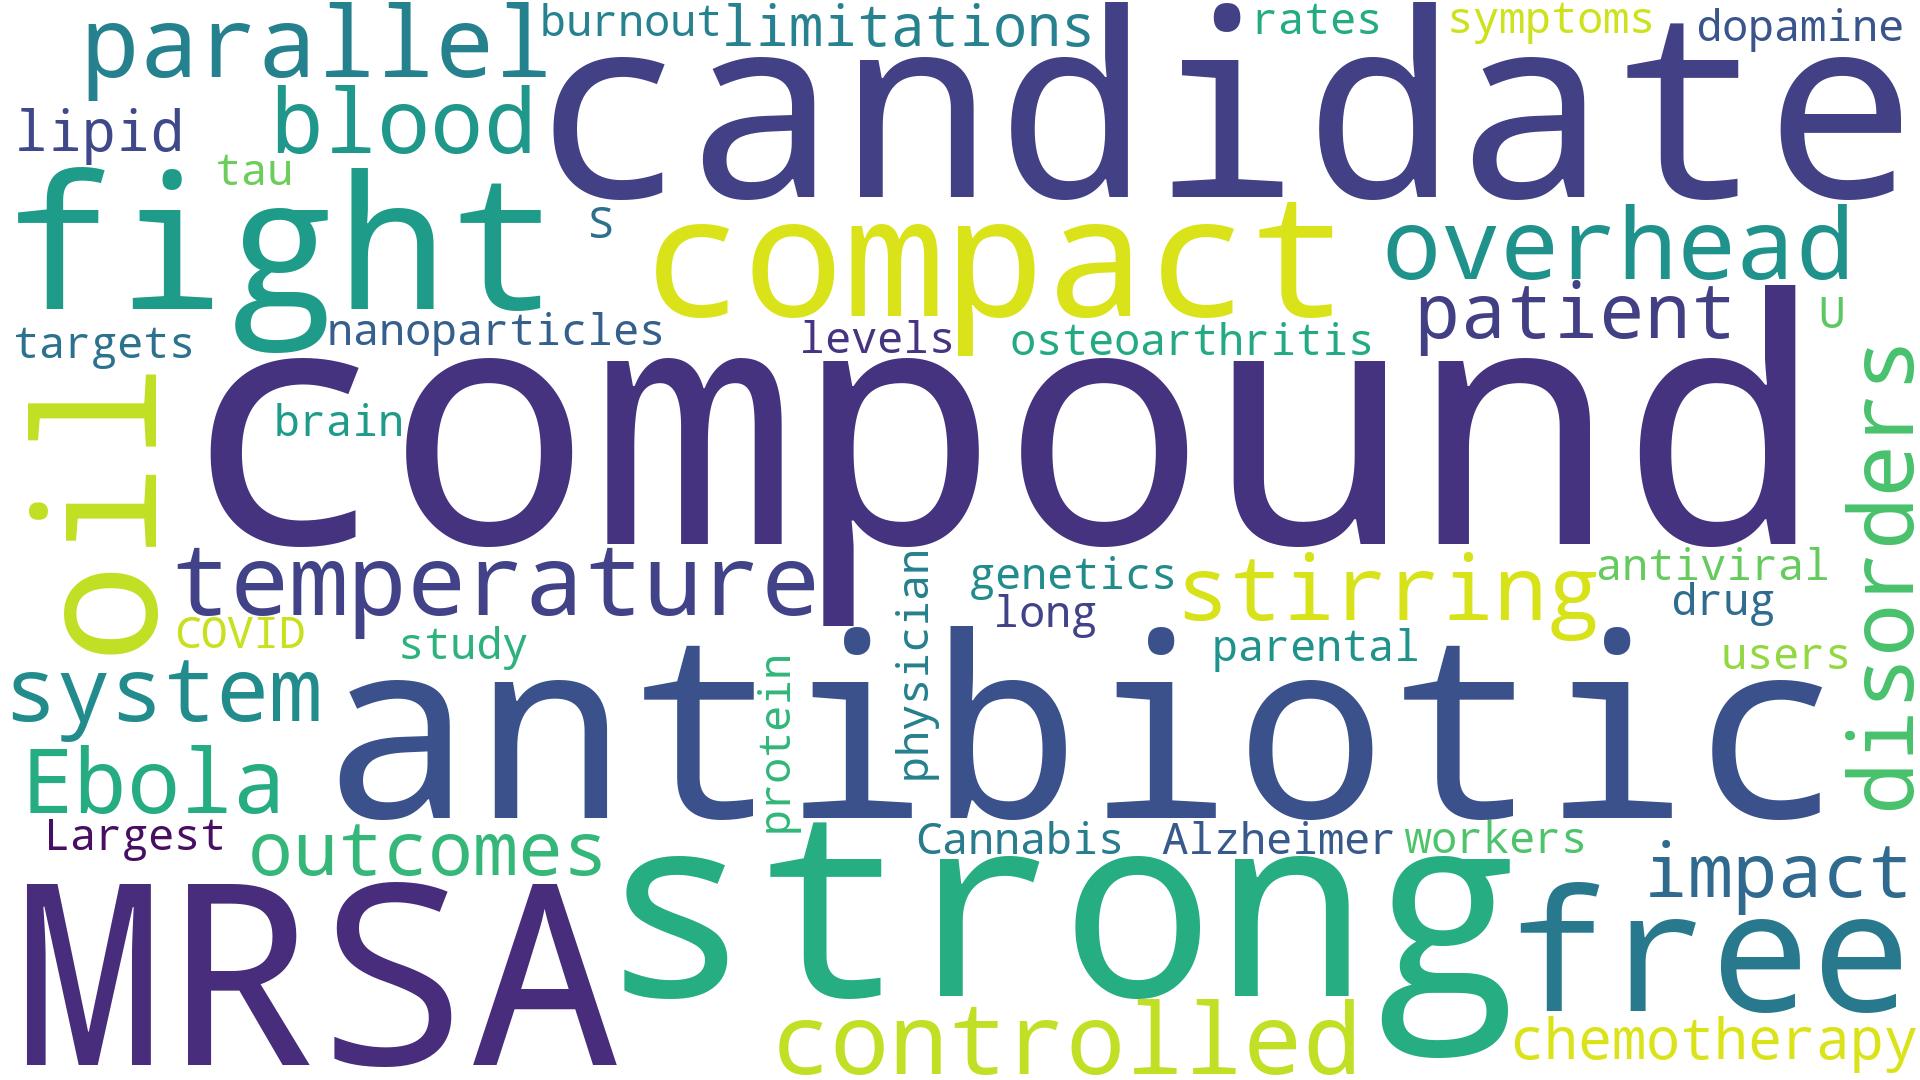 parallel
burnout
limitations
candidate
rates
symptoms
dopamine
lipid
blood
tau
fight
S
compact
overhead
patient
U
targets
nanoparticles
levels
osteoarthritis
oil
compound
brain
disorders
temperature
physician
genetics
long
stirring
antiviral
drug
COVID
study
parental
users
system
antibiotic
protein
Ebola
Largest
outcomes
Cannabis
Alzheimer
workers
impact
MRSA
strong
free
controlled
chemotherapy